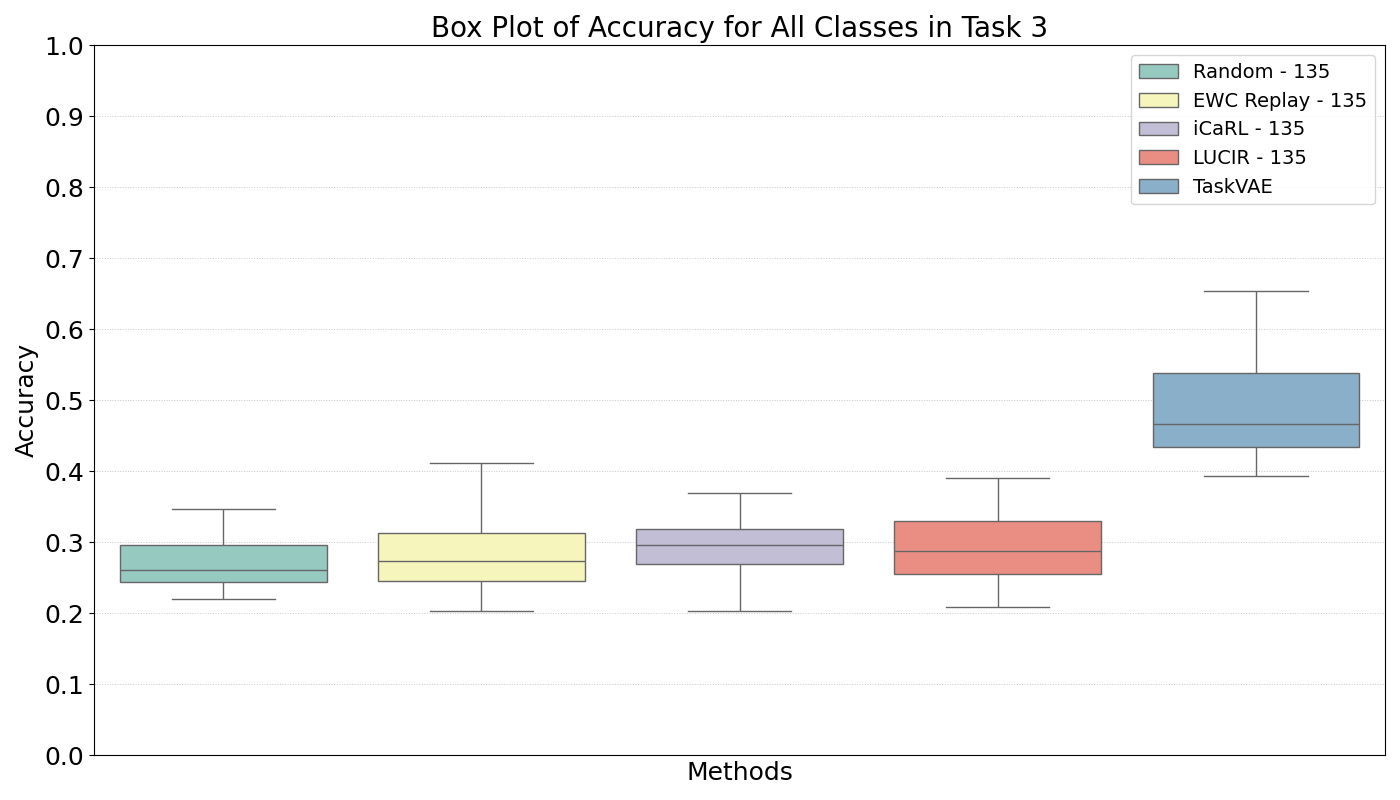 Box Plot of Accuracy for All Classes in Task 3
1.0
0.9
0.8
0.7
0.6
0.5
0.4
0.3
0.2
0.1
0.0
Accuracy
Methods
Random - 135
EWC Replay - 135
iCaRL - 135
LUCIR - 135
TaskVAE